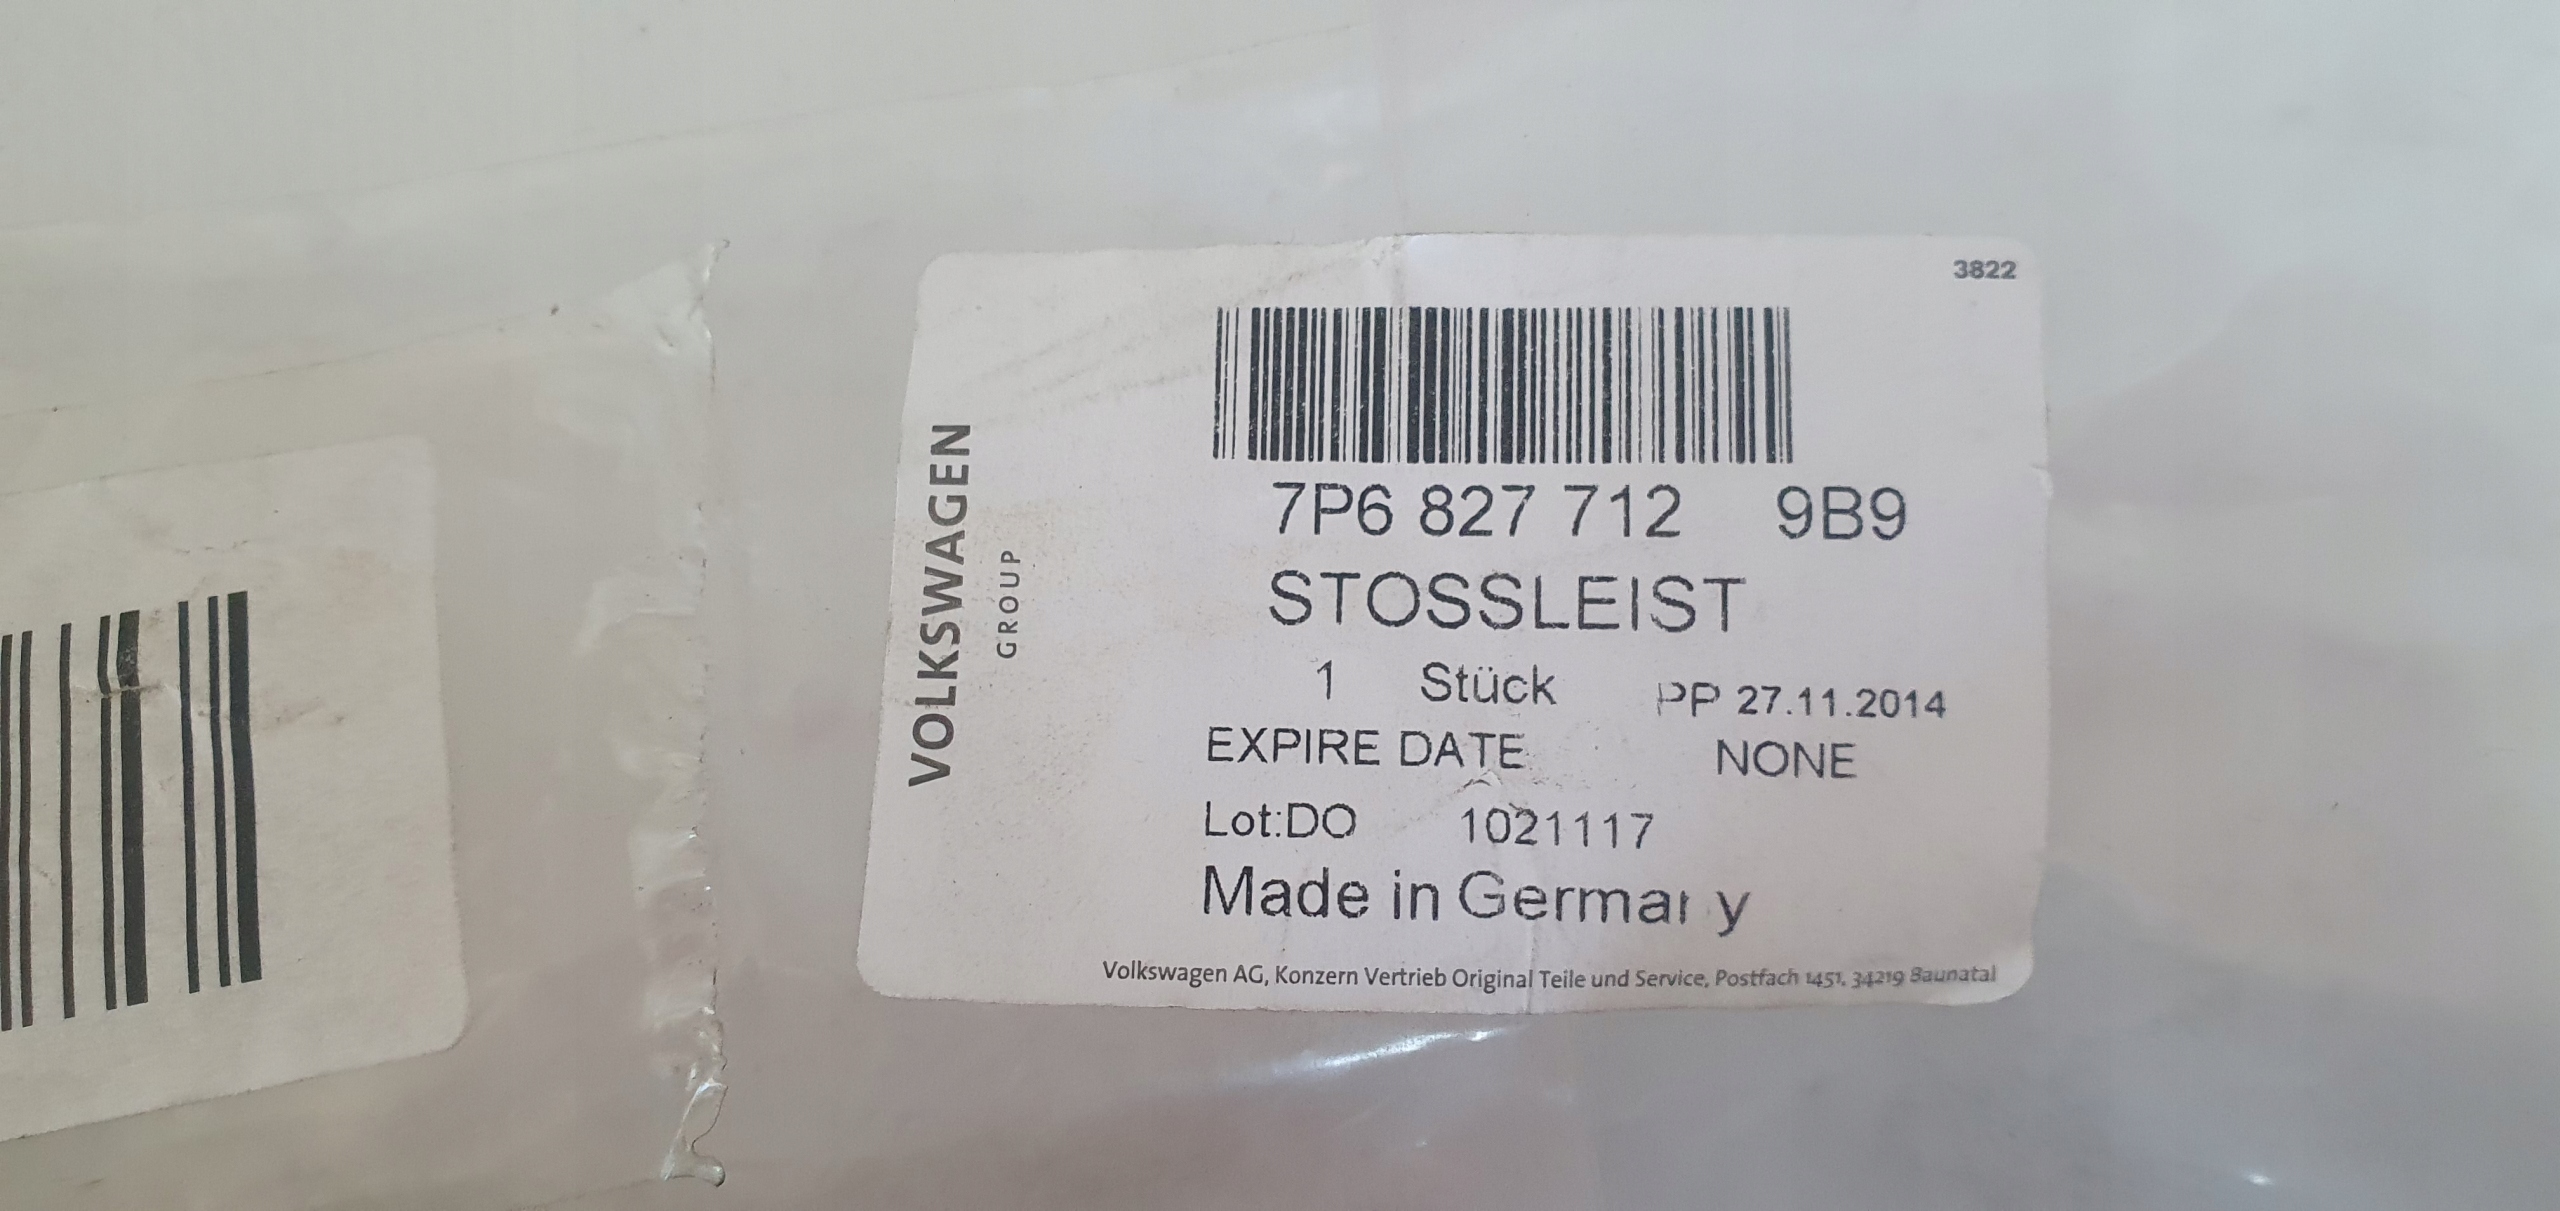 3822
VOLKSWAGEN
GROUP
7P6 827 712 9B9
STOSSLEIST
1 Stück PP 27.11.2014
EXPIRE DATE NONE
Lot:DO 1021117
Made in Germany
Volkswagen AG, Konzern Vertrieb Original Teile und Service, Postfach 1451, 34219 Baunatal